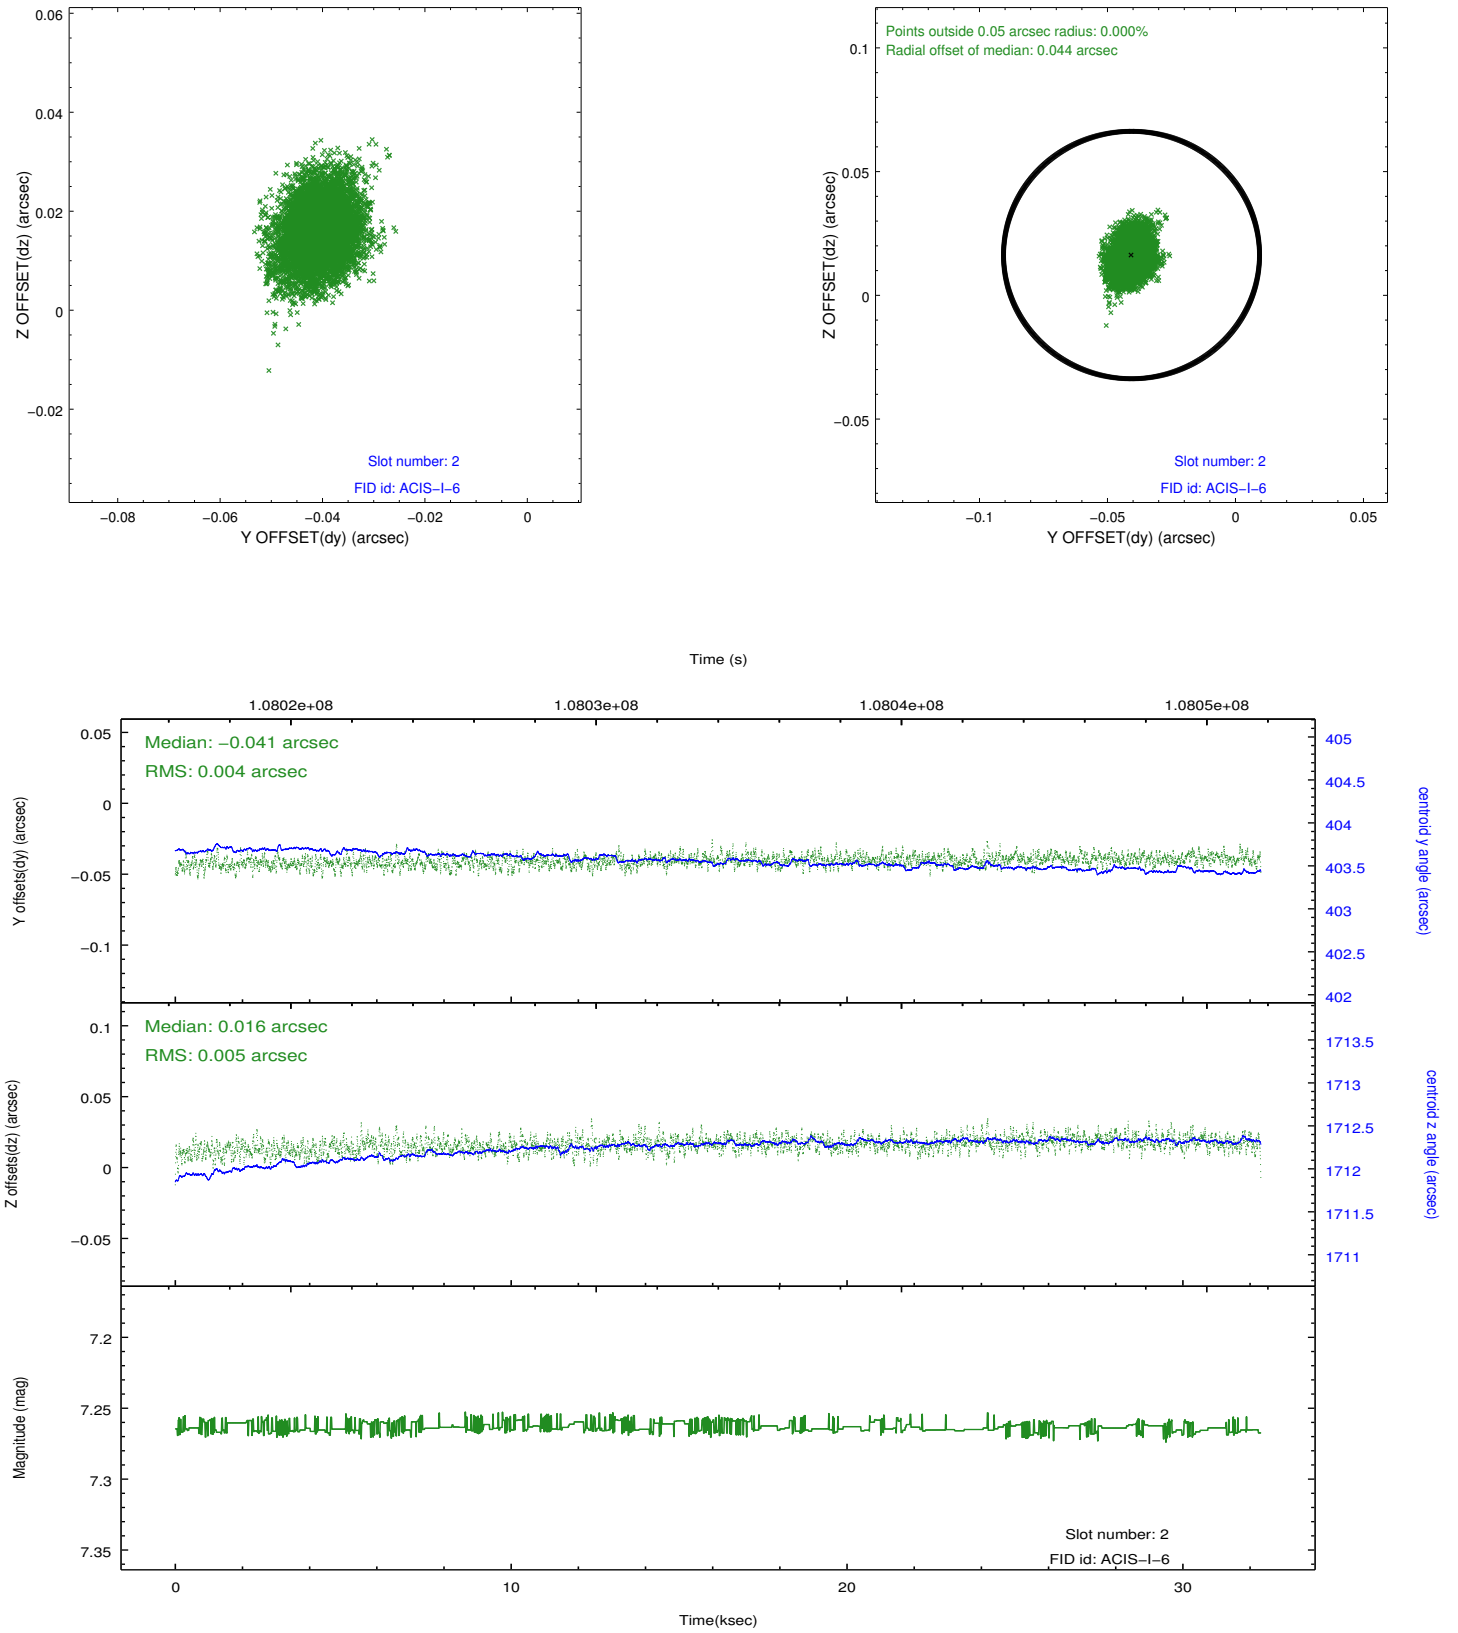 0.06
0.04
0.02
0
−0.02
Z OFFSET(dz) (arcsec)
Slot number: 2
FID id: ACIS−I−6
−0.08
−0.06
−0.04
−0.02
0
Y OFFSET(dy) (arcsec)
Points outside 0.05 arcsec radius: 0.000%
Radial offset of median: 0.044 arcsec
0.1
0.05
0
−0.05
Z OFFSET(dz) (arcsec)
Slot number: 2
FID id: ACIS−I−6
−0.1
−0.05
0
0.05
Y OFFSET(dy) (arcsec)
Time (s)
1.0802e+08
1.0803e+08
1.0804e+08
1.0805e+08
Median: −0.041 arcsec
RMS: 0.004 arcsec
0.05
0
−0.05
−0.1
Y offsets(dy) (arcsec)
405
404.5
404
403.5
403
402.5
402
centroid y angle (arcsec)
Median: 0.016 arcsec
RMS: 0.005 arcsec
0.1
0.05
0
−0.05
Z offsets(dz) (arcsec)
1713.5
1713
1712.5
1712
1711.5
1711
centroid z angle (arcsec)
7.2
7.25
7.3
7.35
Magnitude (mag)
Slot number: 2
FID id: ACIS−I−6
0
10
20
30
Time(ksec)